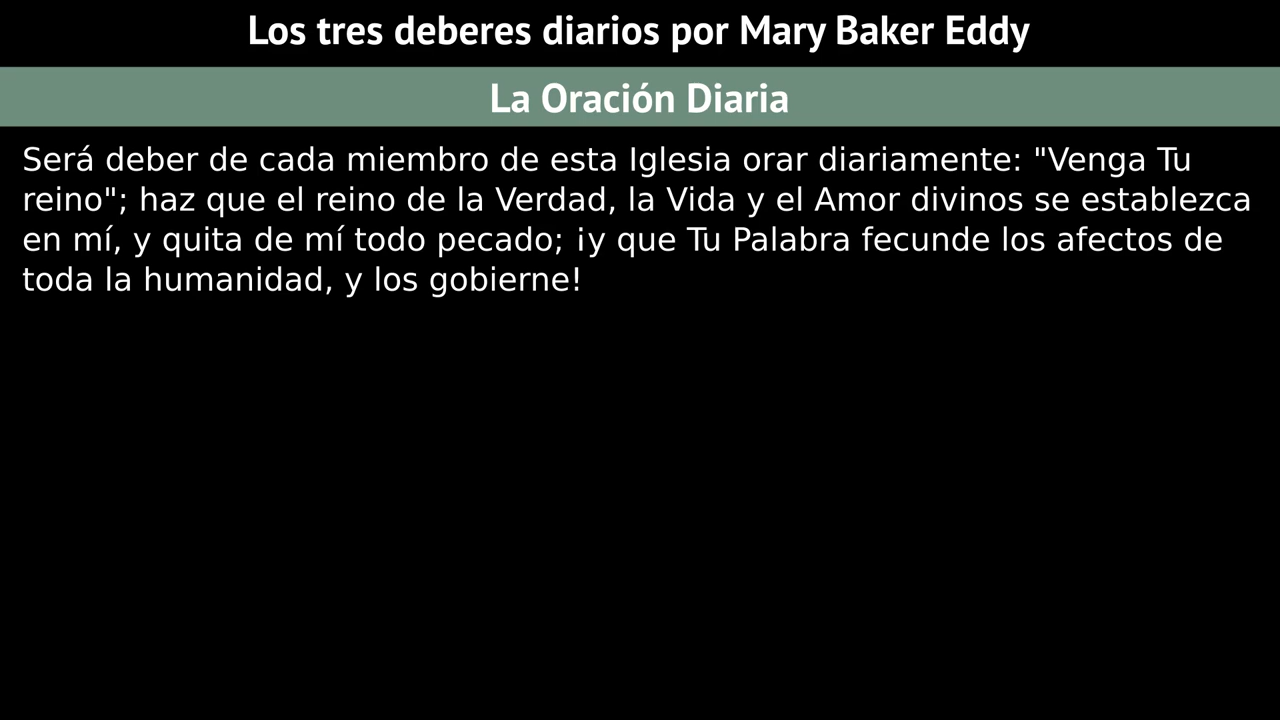 Los tres deberes diarios por Mary Baker Eddy
La Oración Diaria
Será deber de cada miembro de esta Iglesia orar diariamente: "Venga Tu
reino"; haz que el reino de la Verdad, la Vida y el Amor divinos se establezca
en mí, y quita de mí todo pecado; ¡y que Tu Palabra fecunde los afectos de
toda la humanidad, y los gobierne!